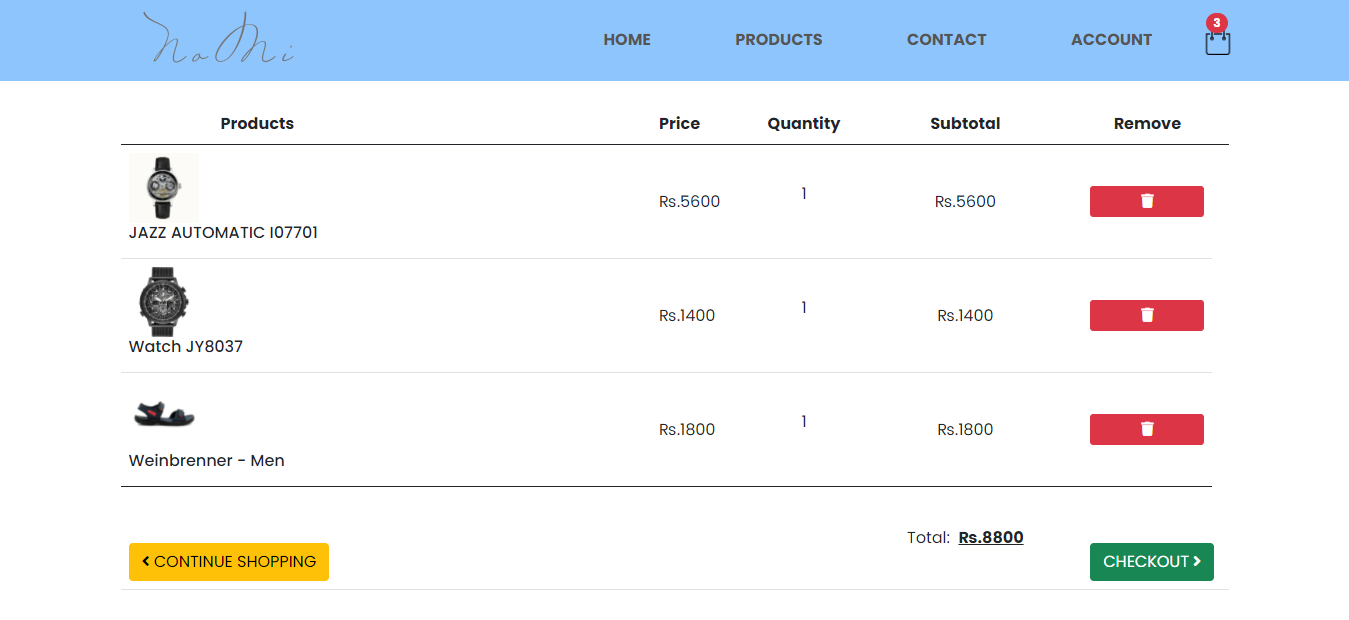 NoMi
HOME PRODUCTS CONTACT ACCOUNT 3
Products Price Quantity Subtotal Remove
Rs.5600 1 Rs.5600
JAZZ AUTOMATIC I07701
Rs.1400 1 Rs.1400
Watch JY8037
Rs.1800 1 Rs.1800
Weinbrenner - Men
Total: Rs.8800
CONTINUE SHOPPING CHECKOUT